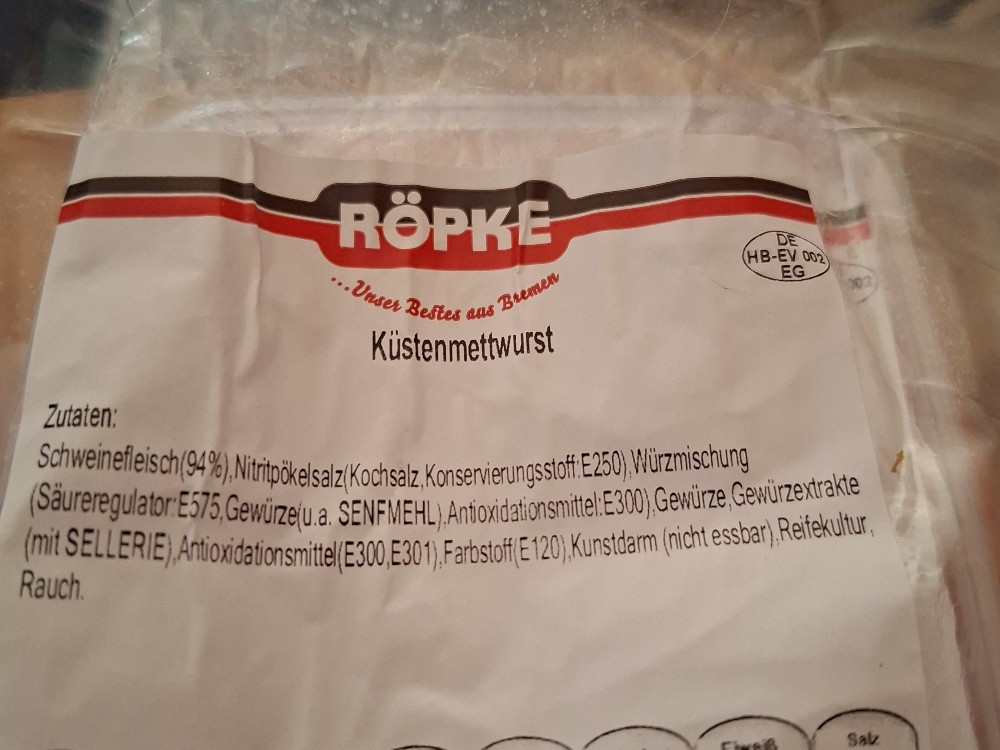 RÖPKE
...Unser Bestes aus Bremen
DE
HB-EV 002
EG
002
Küstenmettwurst
Zutaten:
Schweinefleisch(94%),Nitritpökelsalz(Kochsalz,Konservierungsstoff:E250),Würzmischung
(Säureregulator:E575,Gewürze(u.a. SENFMEHL),Antioxidationsmittel:E300),Gewürze,Gewürzextrakte
(mit SELLERIE),Antioxidationsmittel(E300,E301),Farbstoff(E120),Kunstdarm (nicht essbar),Reifekultur,
Rauch.
Eiweiß Salz